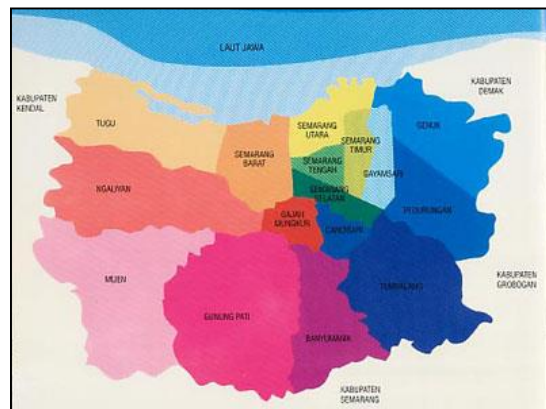 LAUT JAWA
KABUPATEN
KENDAL
KABUPATEN
DEMAK
TUGU
SEMARANG
UTARA
GENUK
SEMARANG
BARAT
SEMARANG
TIMUR
SEMARANG
TENGAH
GAYAMSARI
NGALIYAN
SEMARANG
SELATAN
PEDURUNGAN
GAJAH
MUNGKUR
CANDISARI
MIJEN
TEMBALANG
KABUPATEN
GROBOGAN
GUNUNG PATI
BANYUMANIK
KABUPATEN
SEMARANG